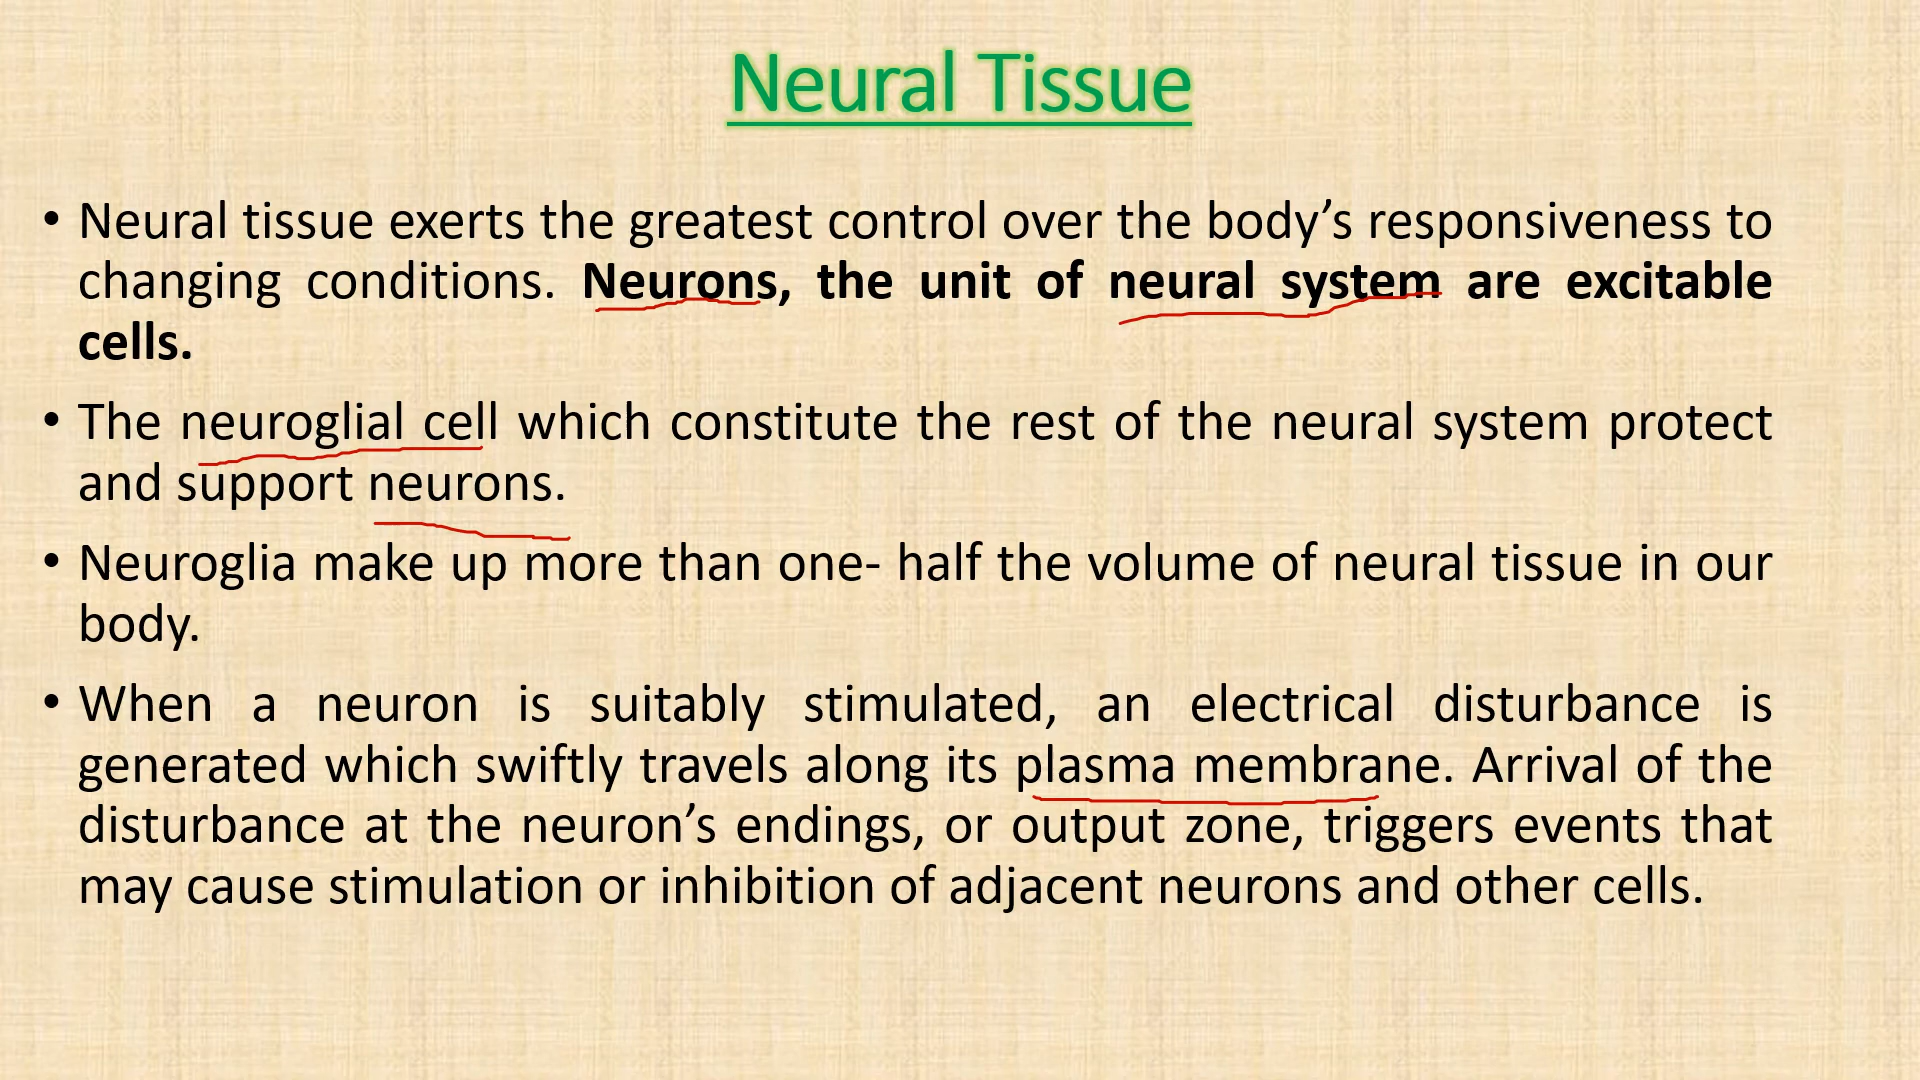 Neural Tissue
• Neural tissue exerts the greatest control over the body’s responsiveness to
changing conditions. Neurons, the unit of neural system are excitable
cells.
• The neuroglial cell which constitute the rest of the neural system protect
and support neurons.
• Neuroglia make up more than one- half the volume of neural tissue in our
body.
• When a neuron is suitably stimulated, an electrical disturbance is
generated which swiftly travels along its plasma membrane. Arrival of the
disturbance at the neuron’s endings, or output zone, triggers events that
may cause stimulation or inhibition of adjacent neurons and other cells.